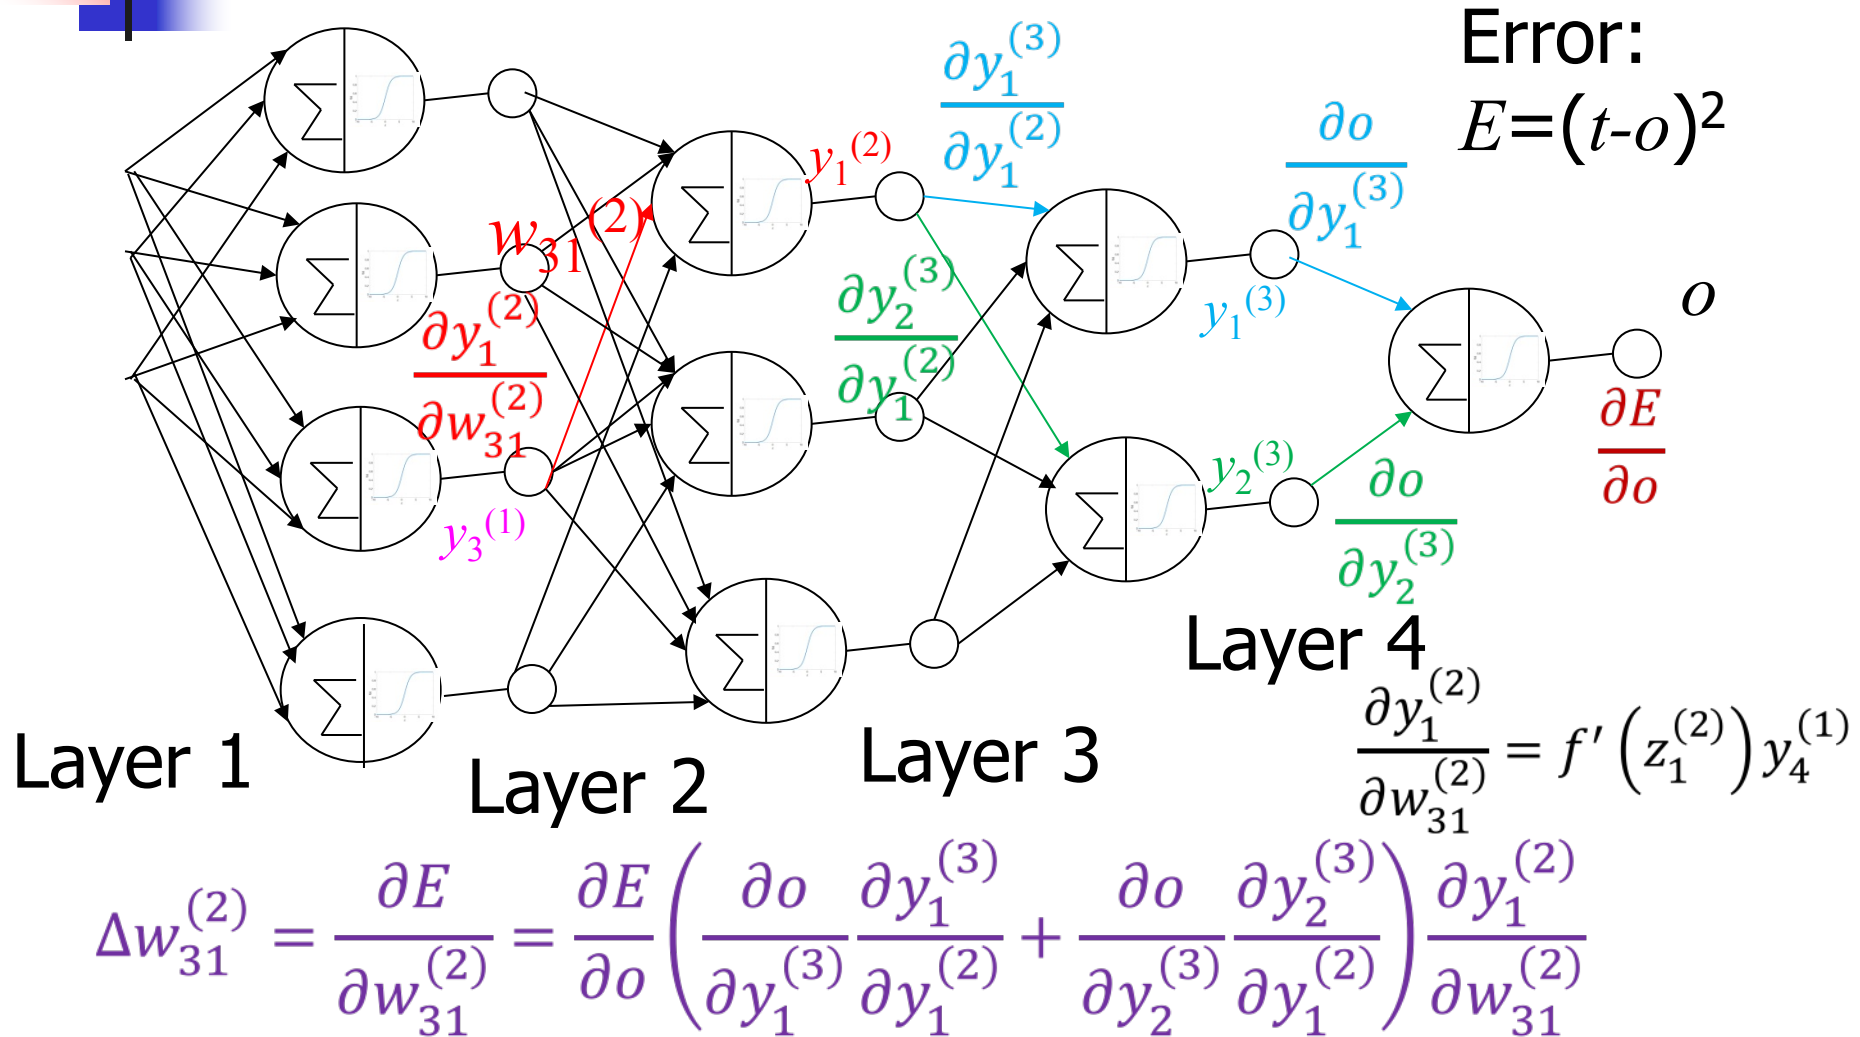 Error:
E=(t-o)²
∂y₁⁽³⁾/∂y₁⁽²⁾
∂o/∂y₁⁽³⁾
y₁⁽²⁾
w₃₁⁽²⁾
∂y₂⁽³⁾/∂y₁⁽²⁾
y₁⁽³⁾
o
∂y₁⁽²⁾/∂w₃₁⁽²⁾
∂E/∂o
y₃⁽¹⁾
y₂⁽³⁾
∂o/∂y₂⁽³⁾
Σ
Σ
Σ
Σ
Σ
Σ
Σ
Σ
Σ
Σ
Layer 4
Layer 1
Layer 2
Layer 3
∂y₁⁽²⁾/∂w₃₁⁽²⁾ = f′(z₁⁽²⁾)y₄⁽¹⁾
Δw₃₁⁽²⁾ = ∂E/∂w₃₁⁽²⁾ = ∂E/∂o (∂o/∂y₁⁽³⁾ ∂y₁⁽³⁾/∂y₁⁽²⁾ + ∂o/∂y₂⁽³⁾ ∂y₂⁽³⁾/∂y₁⁽²⁾) ∂y₁⁽²⁾/∂w₃₁⁽²⁾